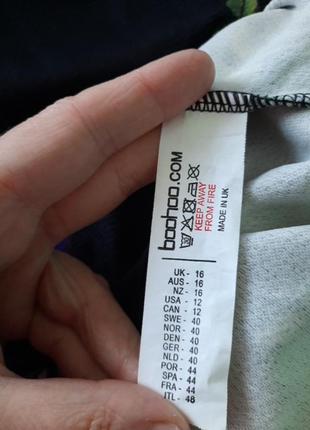 boohoo.COM
KEEP AWAY
FROM FIRE
MADE IN UK
UK - 16
AUS - 16
NZ - 16
USA - 12
CAN - 12
SWE - 40
NOR - 40
DEN - 40
GER - 40
NLD - 40
POR - 44
SPA - 44
FRA - 44
ITL - 48